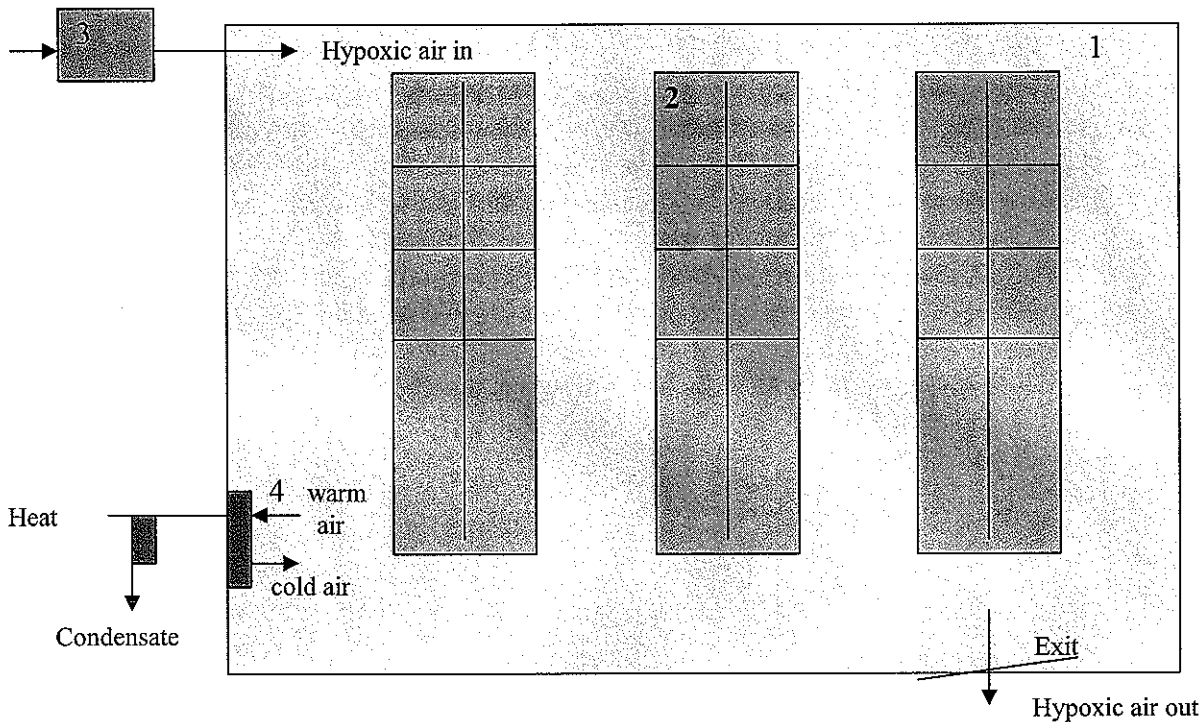 3
1
Hypoxic air in
2
4
warm
air
Heat
cold air
Condensate
Exit
Hypoxic air out